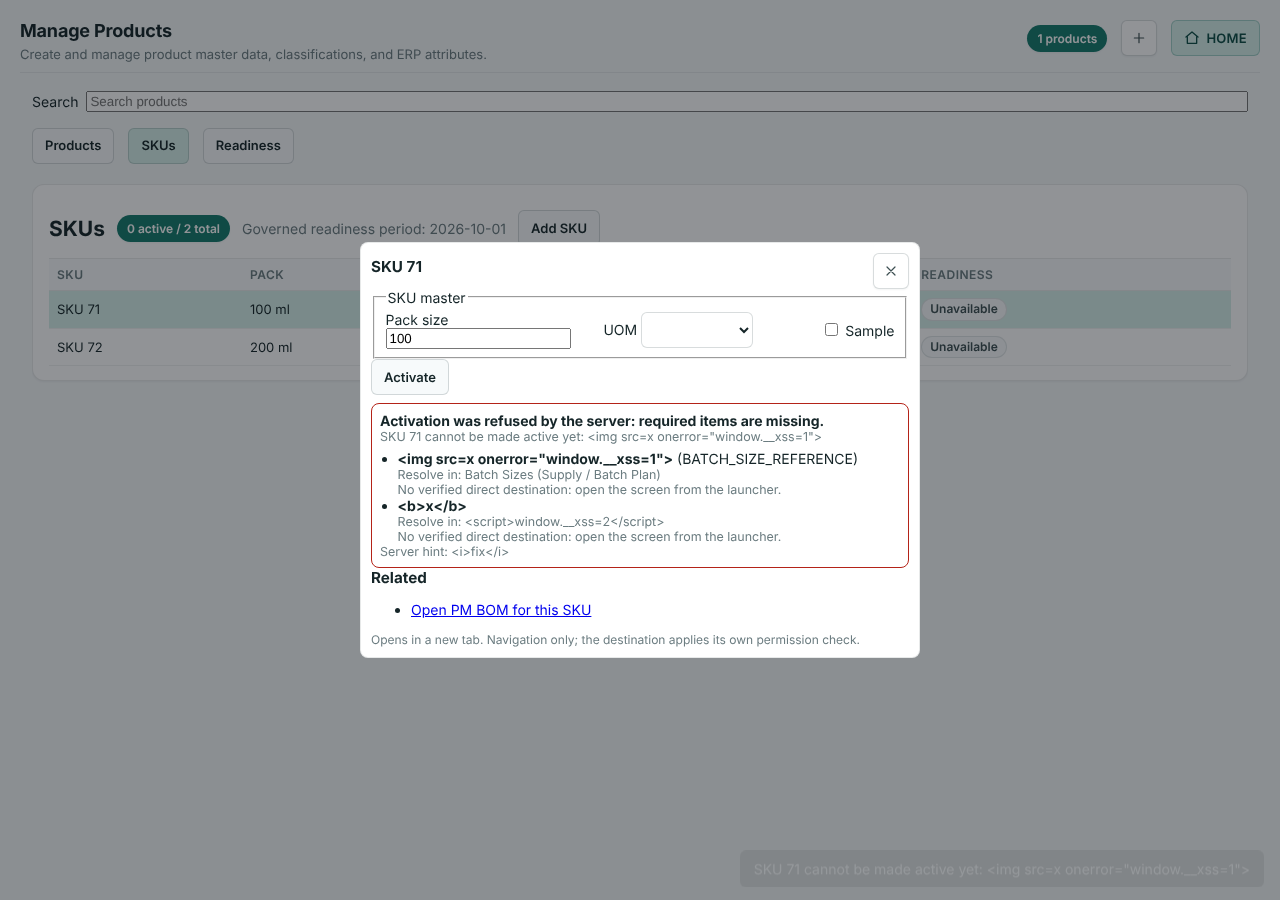 Manage Products
Create and manage product master data, classifications, and ERP attributes.
1 products
+
HOME
Search
Search products
Products
SKUs
Readiness
SKUs
0 active / 2 total
Governed readiness period: 2026-10-01
Add SKU
SKU
PACK
READINESS
SKU 71
100 ml
Unavailable
SKU 72
200 ml
Unavailable
SKU 71
SKU master
Pack size
100
UOM
Sample
Activate
Activation was refused by the server: required items are missing.
SKU 71 cannot be made active yet: <img src=x onerror="window.__xss=1">
<img src=x onerror="window.__xss=1"> (BATCH_SIZE_REFERENCE)
Resolve in: Batch Sizes (Supply / Batch Plan)
No verified direct destination: open the screen from the launcher.
<b>x</b>
Resolve in: <script>window.__xss=2</script>
No verified direct destination: open the screen from the launcher.
Server hint: <i>fix</i>
Related
Open PM BOM for this SKU
Opens in a new tab. Navigation only; the destination applies its own permission check.
SKU 71 cannot be made active yet: <img src=x onerror="window.__xss=1">